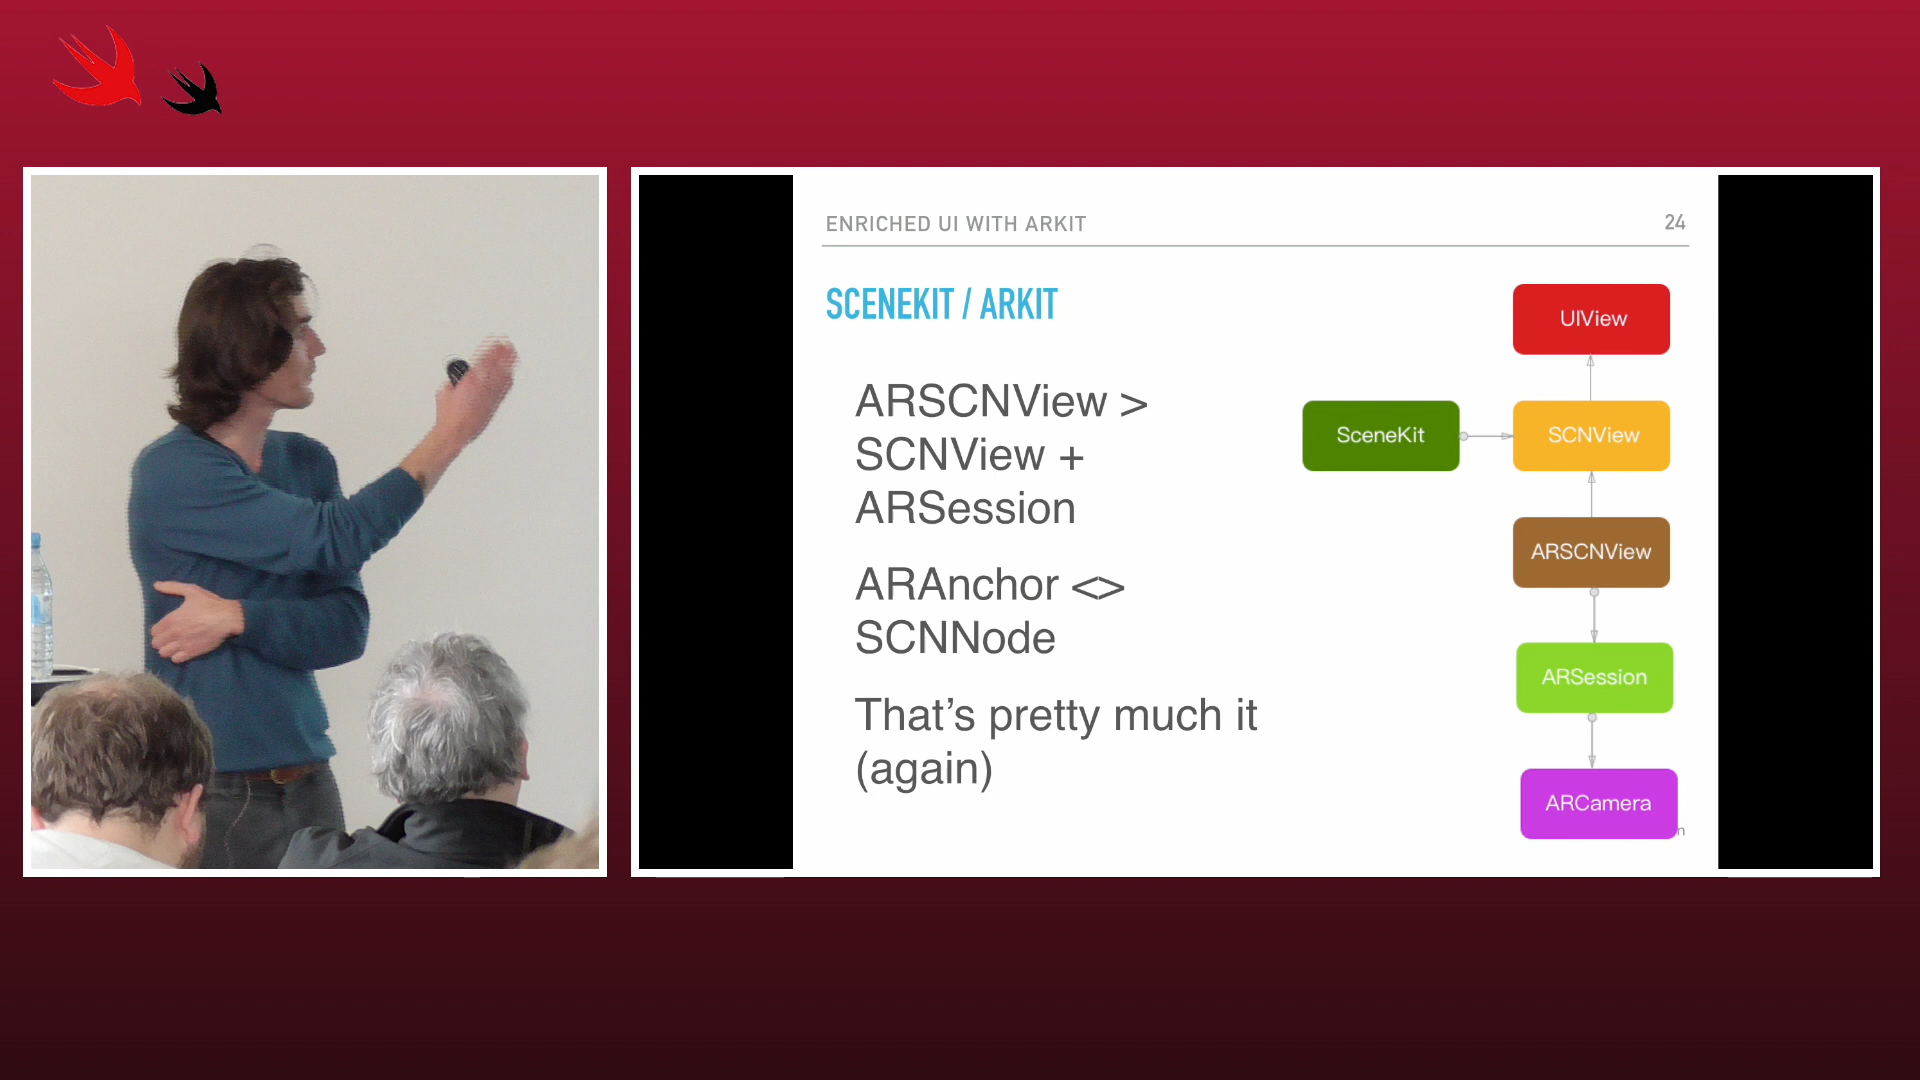 ENRICHED UI WITH ARKIT
24
SCENEKIT / ARKIT
ARSCNView >
SCNView +
ARSession
ARAnchor <>
SCNNode
That’s pretty much it
(again)
UIView
SceneKit
SCNView
ARSCNView
ARSession
ARCamera